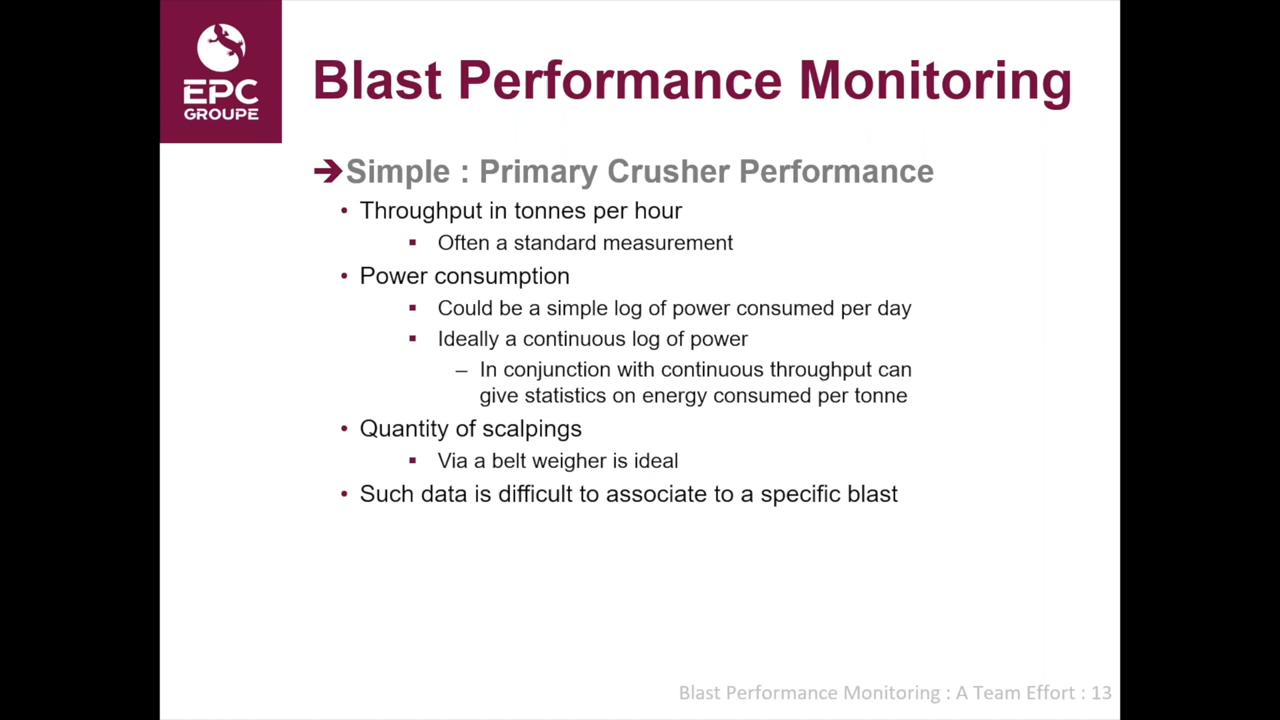 EPC
GROUPE
Blast Performance Monitoring
➔Simple : Primary Crusher Performance
• Throughput in tonnes per hour
▪ Often a standard measurement
• Power consumption
▪ Could be a simple log of power consumed per day
▪ Ideally a continuous log of power
– In conjunction with continuous throughput can
give statistics on energy consumed per tonne
• Quantity of scalpings
▪ Via a belt weigher is ideal
• Such data is difficult to associate to a specific blast
Blast Performance Monitoring : A Team Effort : 13